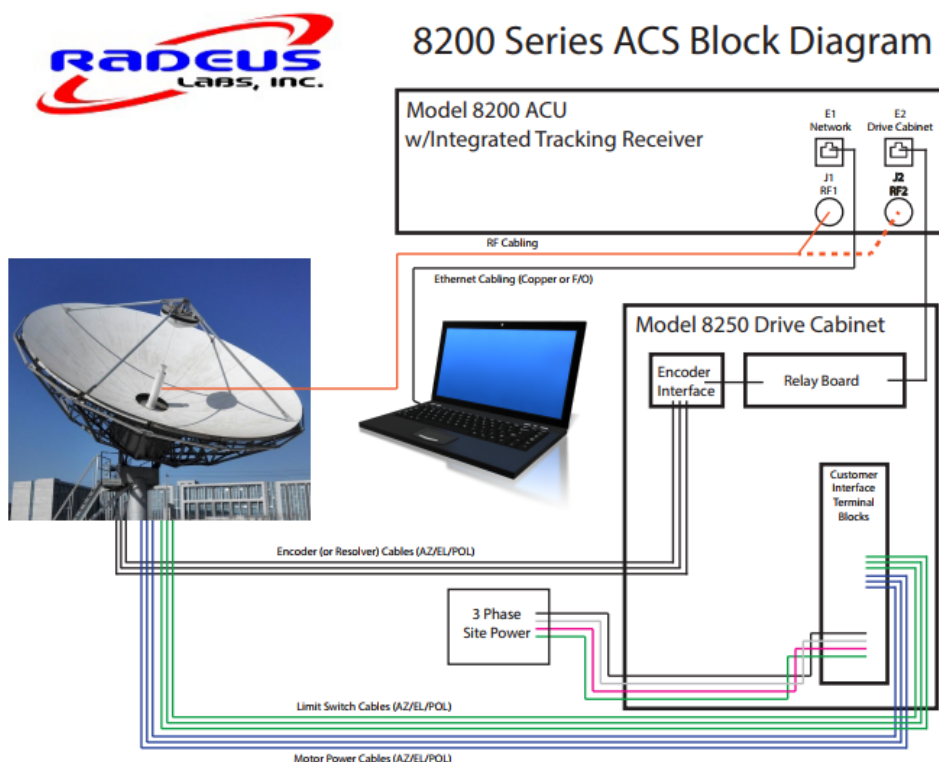 RADEUS
LABS, INC.
8200 Series ACS Block Diagram
Model 8200 ACU
w/Integrated Tracking Receiver
E1
Network
E2
Drive Cabinet
J1
RF1
J2
RF2
RF Cabling
Ethernet Cabling (Copper or F/O)
Model 8250 Drive Cabinet
Encoder
Interface
Relay Board
Customer
Interface
Terminal
Blocks
Encoder (or Resolver) Cables (AZ/EL/POL)
3 Phase
Site Power
Limit Switch Cables (AZ/EL/POL)
Motor Power Cables (AZ/EL/POL)